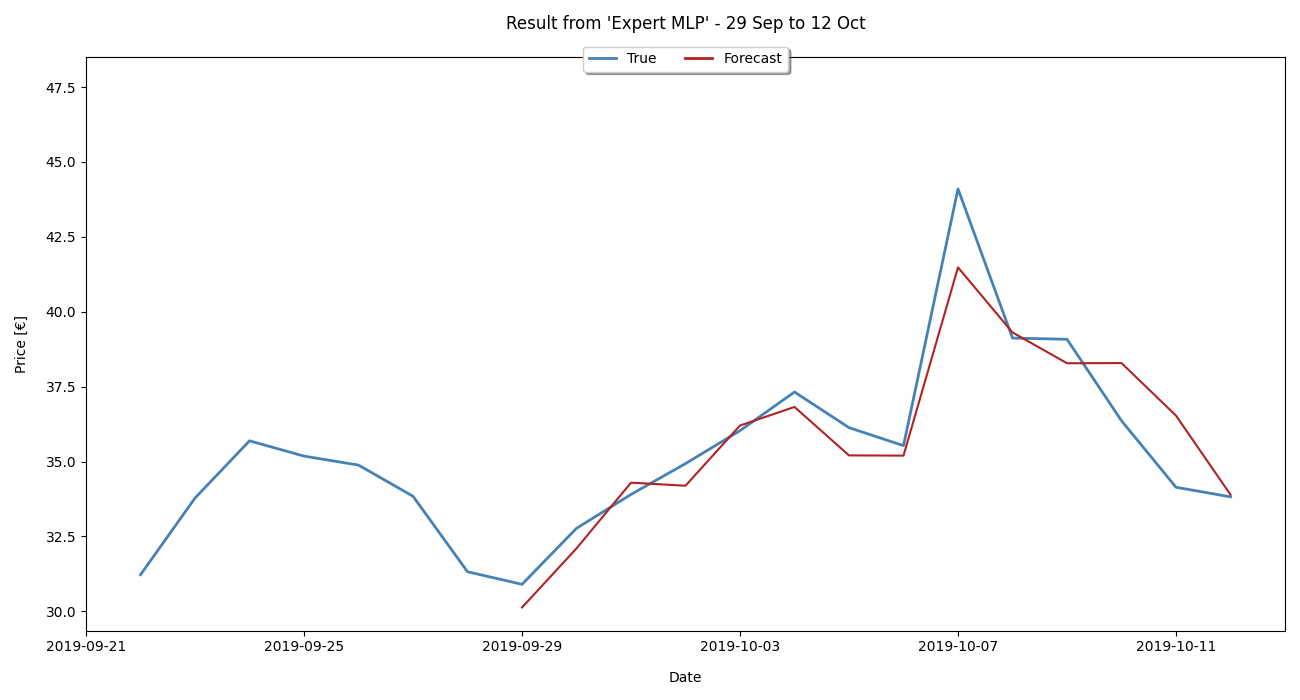 Result from 'Expert MLP' - 29 Sep to 12 Oct
True Forecast
47.5
45.0
42.5
40.0
37.5
35.0
32.5
30.0
Price [€]
2019-09-21 2019-09-25 2019-09-29 2019-10-03 2019-10-07 2019-10-11
Date